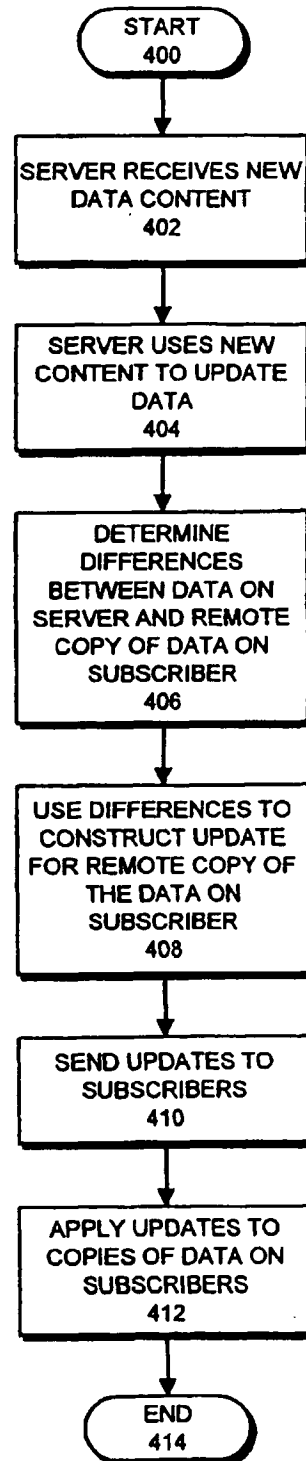 START
400
SERVER RECEIVES NEW
DATA CONTENT
402
SERVER USES NEW
CONTENT TO UPDATE
DATA
404
DETERMINE
DIFFERENCES
BETWEEN DATA ON
SERVER AND REMOTE
COPY OF DATA ON
SUBSCRIBER
406
USE DIFFERENCES TO
CONSTRUCT UPDATE
FOR REMOTE COPY OF
THE DATA ON
SUBSCRIBER
408
SEND UPDATES TO
SUBSCRIBERS
410
APPLY UPDATES TO
COPIES OF DATA ON
SUBSCRIBERS
412
END
414